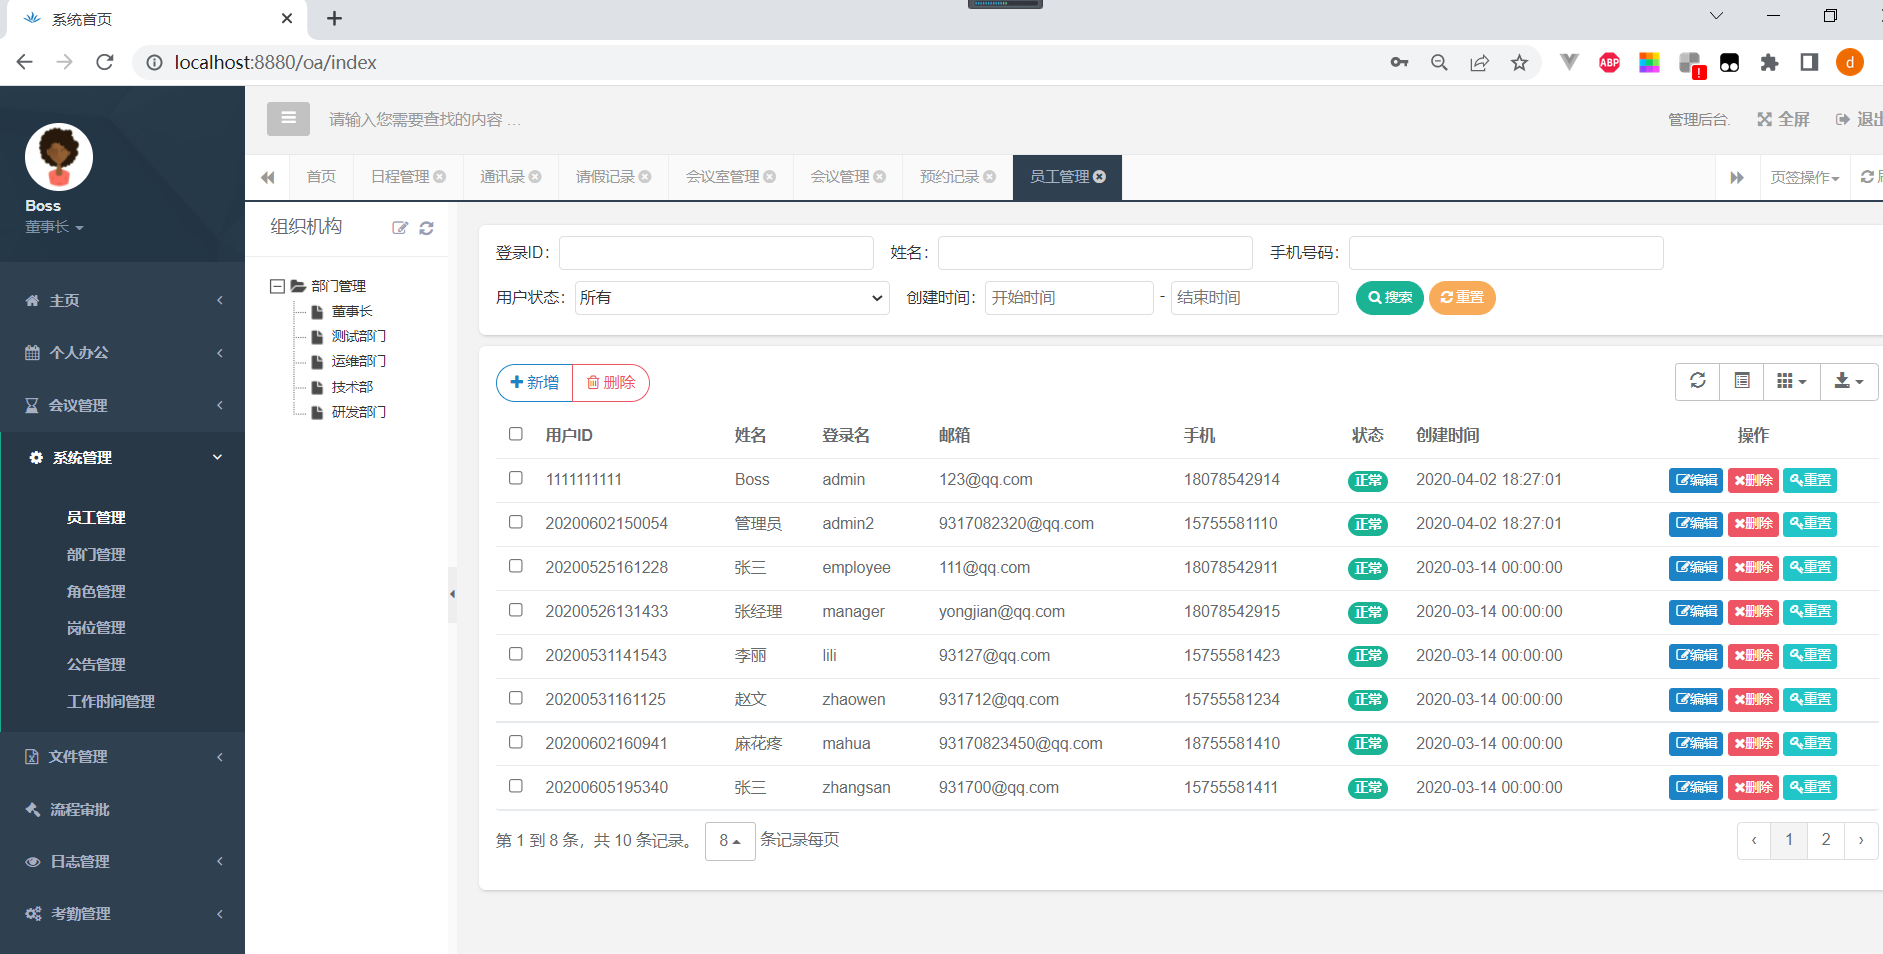 系统首页
localhost:8880/oa/index
ABP
d
Boss
董事长
主页
个人办公
会议管理
系统管理
员工管理
部门管理
角色管理
岗位管理
公告管理
工作时间管理
文件管理
流程审批
日志管理
考勤管理
请输入您需要查找的内容 …
管理后台. 全屏 退出
首页 日程管理 通讯录 请假记录 会议室管理 会议管理 预约记录 员工管理 页签操作
组织机构
部门管理
董事长
测试部门
运维部门
技术部
研发部门
登录ID： 姓名： 手机号码：
用户状态： 所有 创建时间： 开始时间 - 结束时间 搜索 重置
新增 删除
用户ID 姓名 登录名 邮箱 手机 状态 创建时间 操作
1111111111 Boss admin 123@qq.com 18078542914 正常 2020-04-02 18:27:01 编辑 删除 重置
20200602150054 管理员 admin2 9317082320@qq.com 15755581110 正常 2020-04-02 18:27:01 编辑 删除 重置
20200525161228 张三 employee 111@qq.com 18078542911 正常 2020-03-14 00:00:00 编辑 删除 重置
20200526131433 张经理 manager yongjian@qq.com 18078542915 正常 2020-03-14 00:00:00 编辑 删除 重置
20200531141543 李丽 lili 93127@qq.com 15755581423 正常 2020-03-14 00:00:00 编辑 删除 重置
20200531161125 赵文 zhaowen 931712@qq.com 15755581234 正常 2020-03-14 00:00:00 编辑 删除 重置
20200602160941 麻花疼 mahua 93170823450@qq.com 18755581410 正常 2020-03-14 00:00:00 编辑 删除 重置
20200605195340 张三 zhangsan 931700@qq.com 15755581411 正常 2020-03-14 00:00:00 编辑 删除 重置
第 1 到 8 条，共 10 条记录。 8 条记录每页 ‹ 1 2 ›